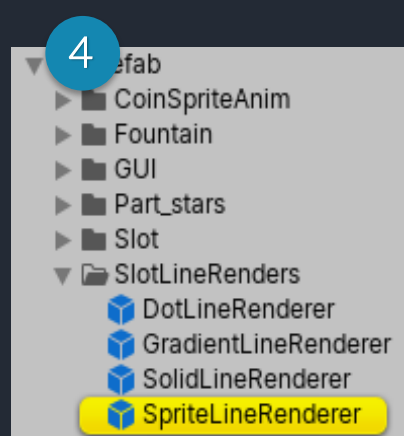 4
efab
CoinSpriteAnim
Fountain
GUI
Part_stars
Slot
SlotLineRenders
DotLineRenderer
GradientLineRenderer
SolidLineRenderer
SpriteLineRenderer